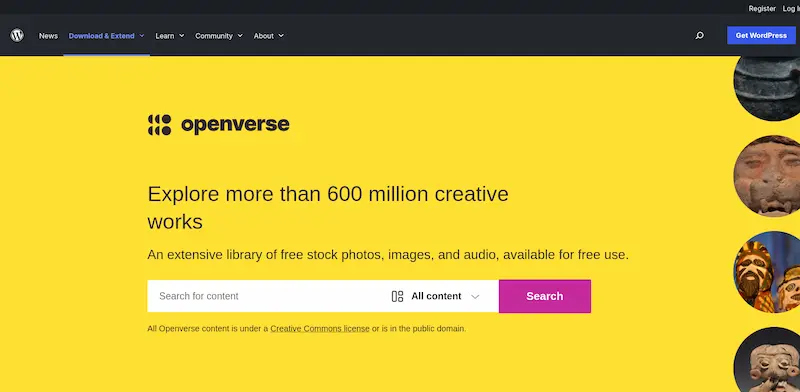 Register Log In
News Download & Extend Learn Community About Get WordPress
openverse
Explore more than 600 million creative
works
An extensive library of free stock photos, images, and audio, available for free use.
Search for content All content Search
All Openverse content is under a Creative Commons license or is in the public domain.